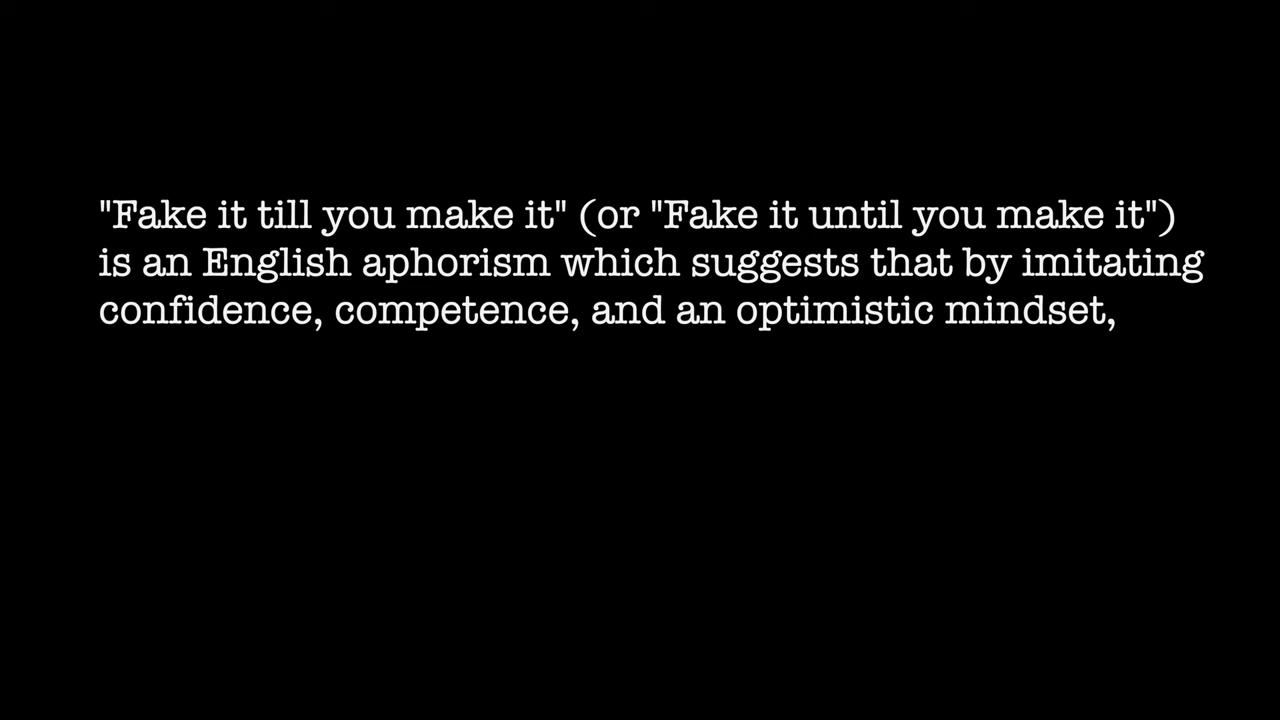 "Fake it till you make it" (or "Fake it until you make it")
is an English aphorism which suggests that by imitating
confidence, competence, and an optimistic mindset,